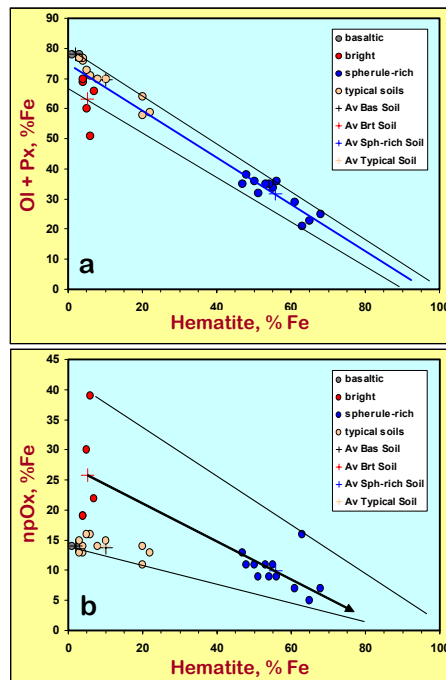 90
80
70
60
50
40
30
20
10
0
Ol + Px, %Fe
basaltic
bright
spherule-rich
typical soils
Av Bas Soil
Av Brt Soil
Av Sph-rich Soil
Av Typical Soil
a
0 20 40 60 80 100
Hematite, % Fe
45
40
35
30
25
20
15
10
5
0
npOx, %Fe
basaltic
bright
spherule-rich
typical soils
Av Bas Soil
Av Brt Soil
Av Sph-rich Soil
Av Typical Soil
b
0 20 40 60 80 100
Hematite, % Fe